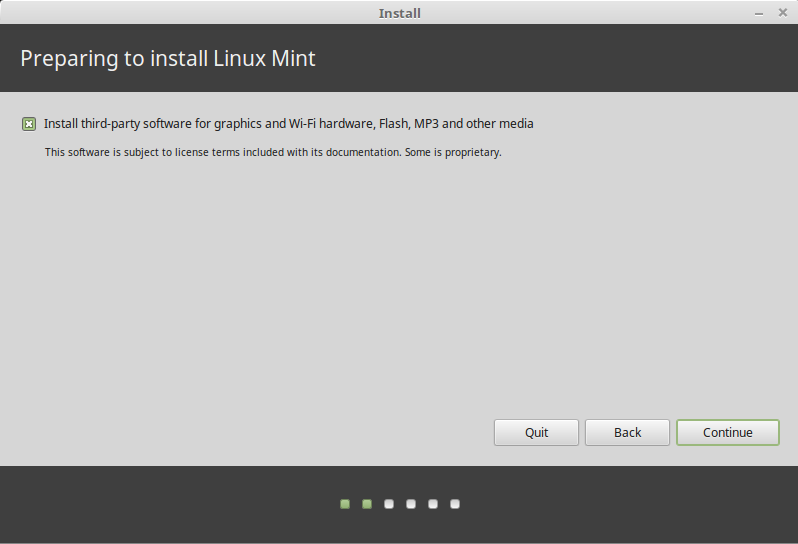 Install
Preparing to install Linux Mint
Install third-party software for graphics and Wi-Fi hardware, Flash, MP3 and other media
This software is subject to license terms included with its documentation. Some is proprietary.
Quit Back Continue